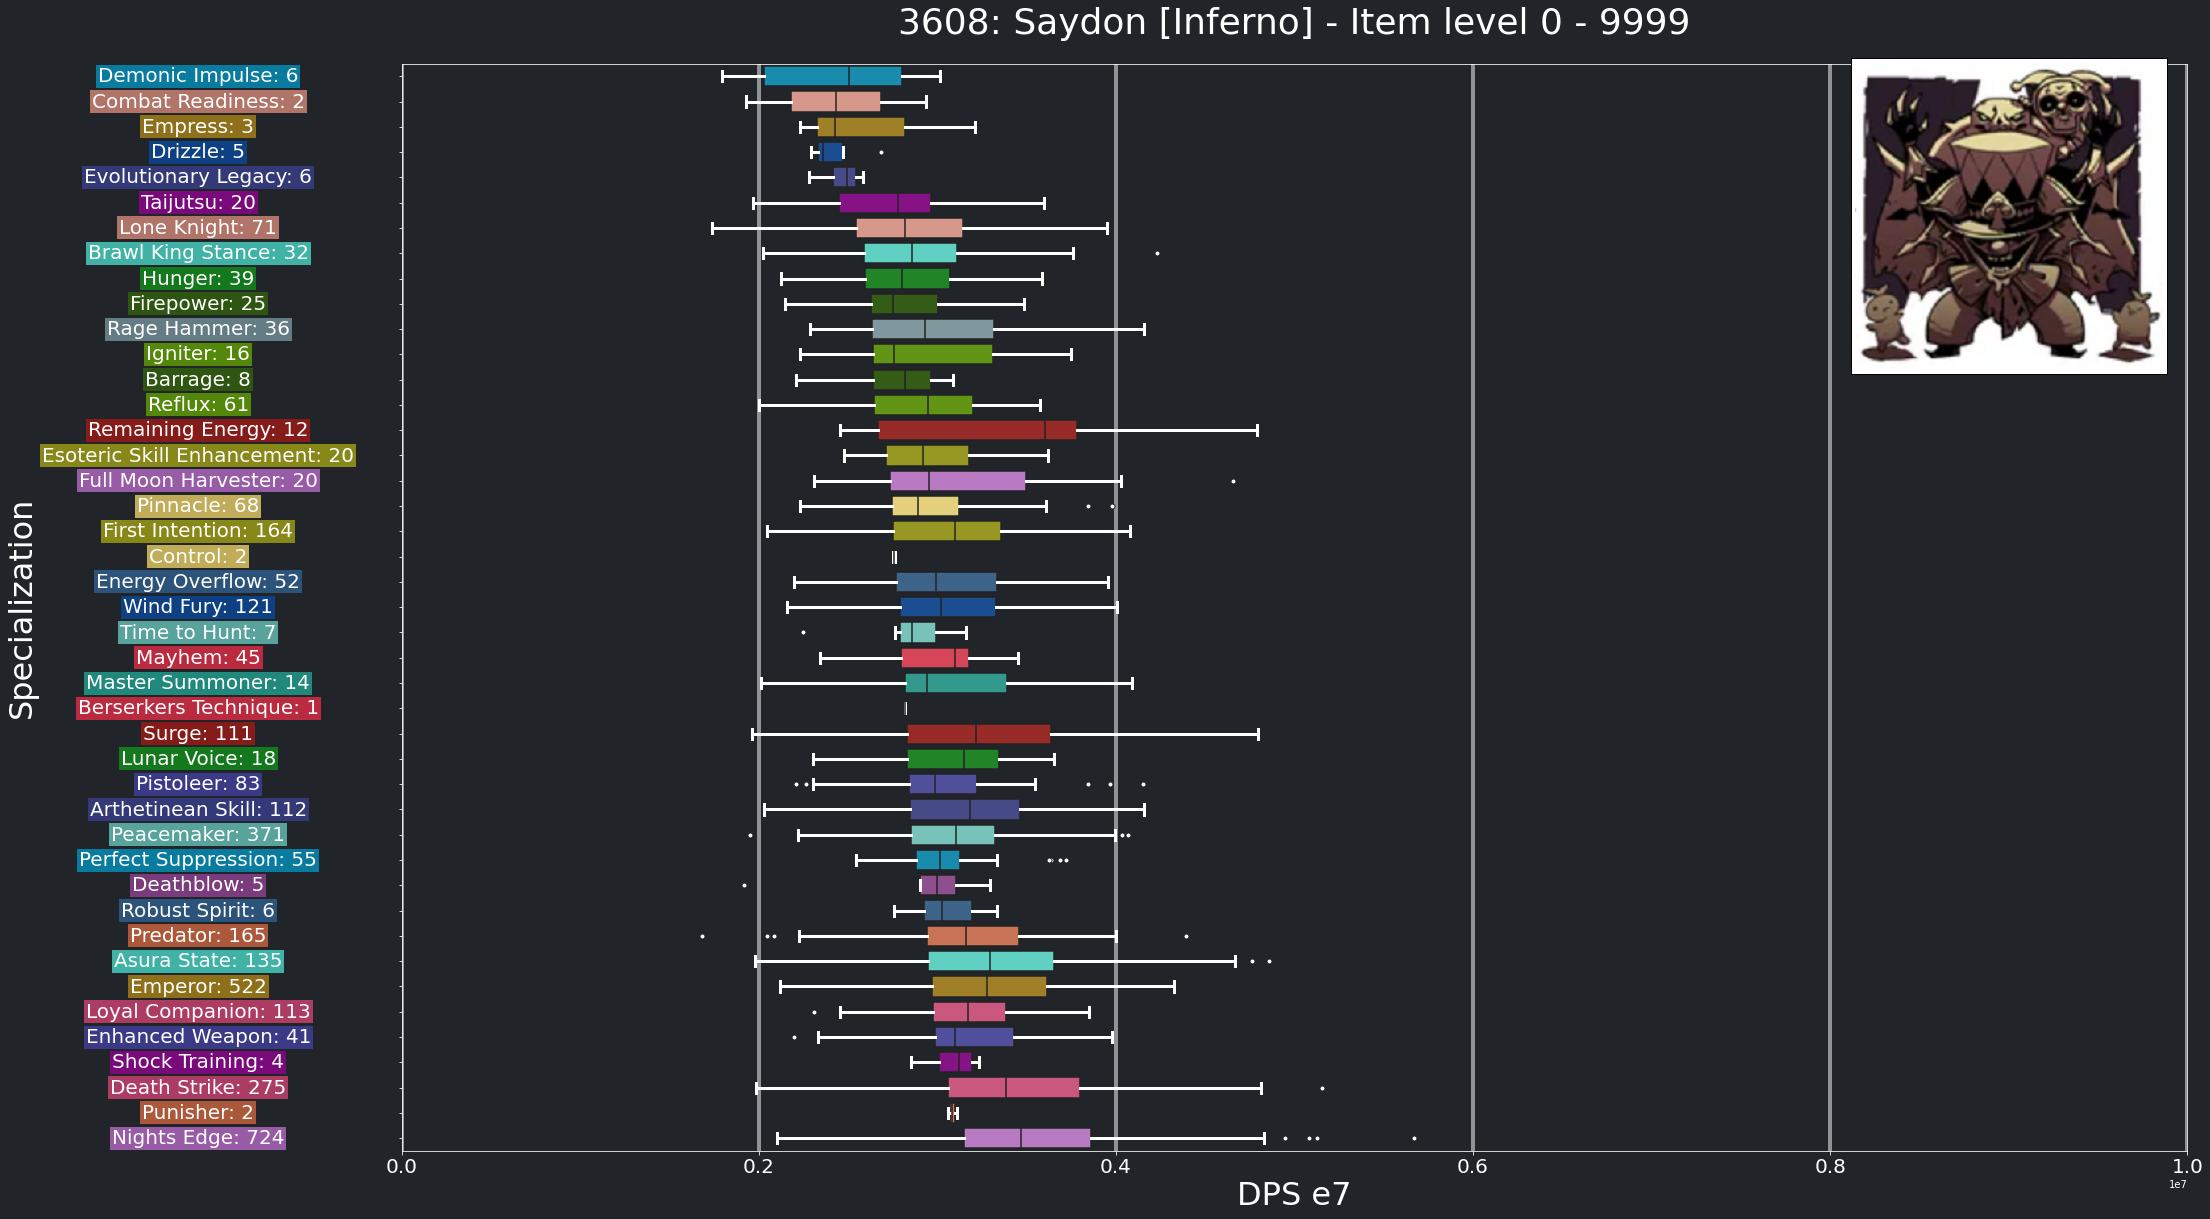 3608: Saydon [Inferno] - Item level 0 - 9999
Specialization
Demonic Impulse: 6
Combat Readiness: 2
Empress: 3
Drizzle: 5
Evolutionary Legacy: 6
Taijutsu: 20
Lone Knight: 71
Brawl King Stance: 32
Hunger: 39
Firepower: 25
Rage Hammer: 36
Igniter: 16
Barrage: 8
Reflux: 61
Remaining Energy: 12
Esoteric Skill Enhancement: 20
Full Moon Harvester: 20
Pinnacle: 68
First Intention: 164
Control: 2
Energy Overflow: 52
Wind Fury: 121
Time to Hunt: 7
Mayhem: 45
Master Summoner: 14
Berserkers Technique: 1
Surge: 111
Lunar Voice: 18
Pistoleer: 83
Arthetinean Skill: 112
Peacemaker: 371
Perfect Suppression: 55
Deathblow: 5
Robust Spirit: 6
Predator: 165
Asura State: 135
Emperor: 522
Loyal Companion: 113
Enhanced Weapon: 41
Shock Training: 4
Death Strike: 275
Punisher: 2
Nights Edge: 724
0.0 0.2 0.4 0.6 0.8 1.0
1e7
DPS e7